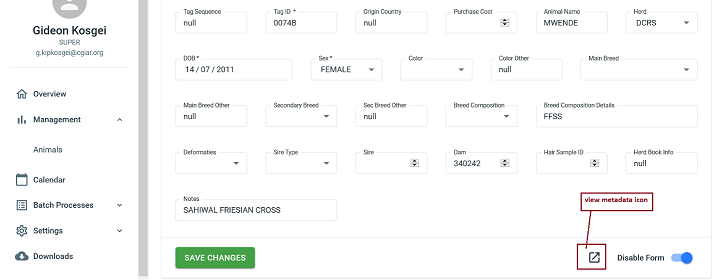 Gideon Kosgei
SUPER
g.kipkosgei@cgiar.org
Overview
Management
Animals
Calendar
Batch Processes
Settings
Downloads
Tag Sequence Tag ID * Origin Country Purchase Cost Animal Name Herd
null 0074B null MWENDE DCRS
DOB * Sex * Color Color Other Main Breed
14 / 07 / 2011 FEMALE null
Main Breed Other Secondary Breed Sec Breed Other Breed Composition Breed Composition Details
null null FFSS
Deformaties Sire Type Sire Dam Hair Sample ID Herd Book Info
340242 null
Notes
SAHIWAL FRIESIAN CROSS
view metadata icon
SAVE CHANGES Disable Form